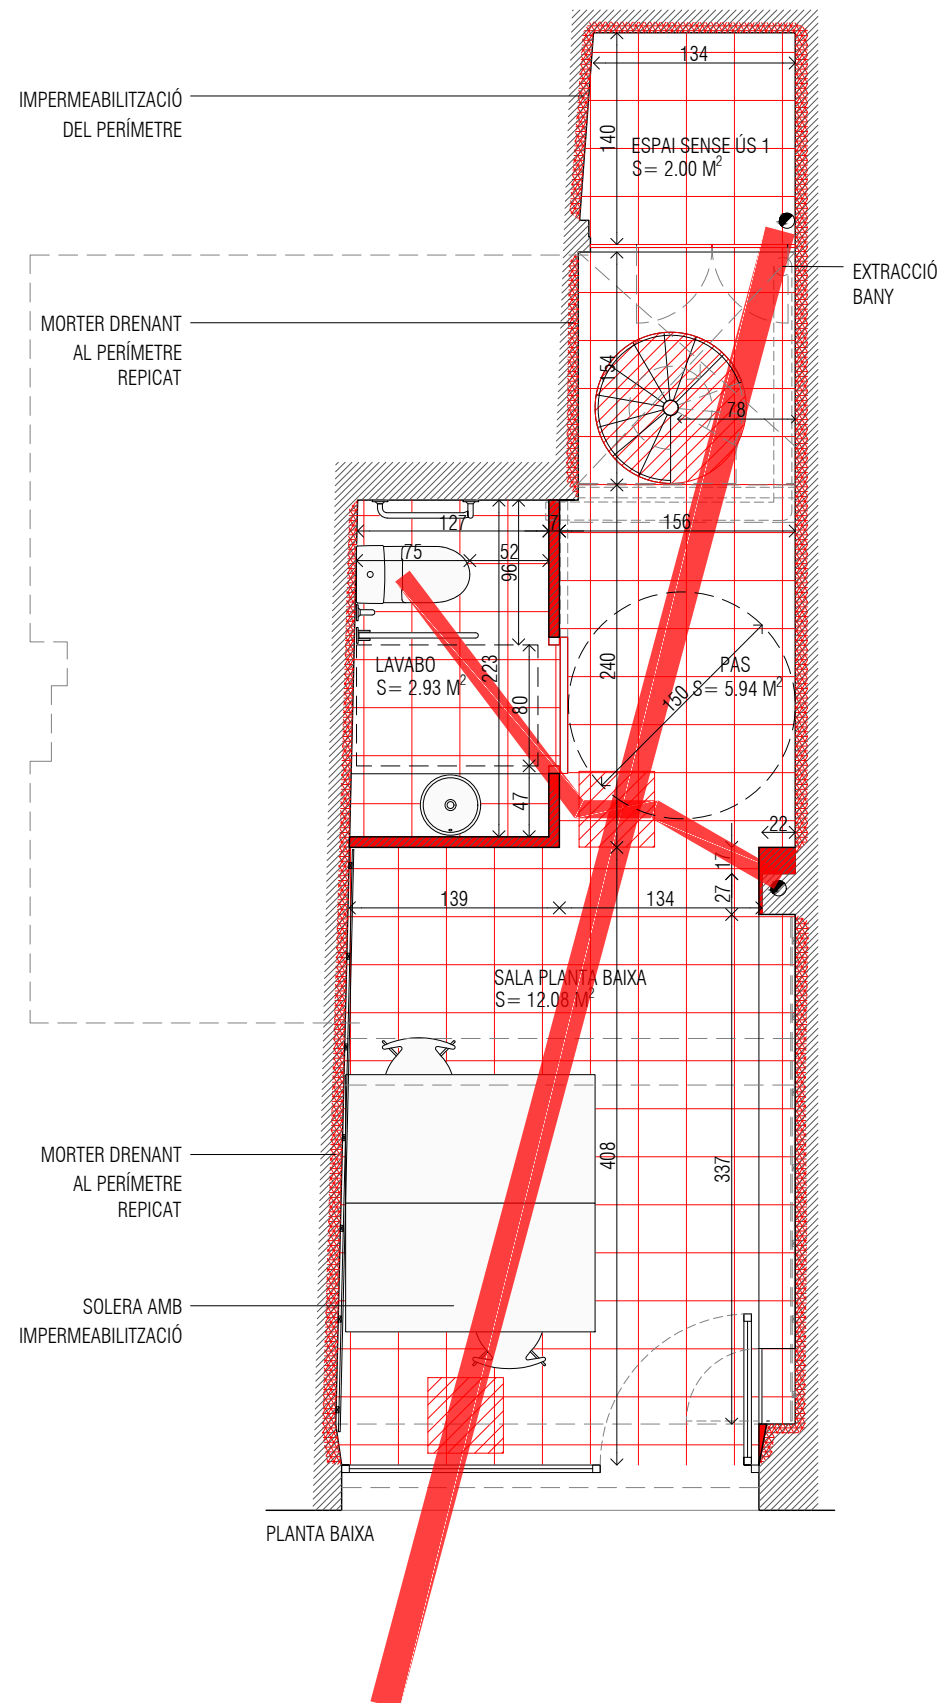 134
IMPERMEABILITZACIÓ
DEL PERÍMETRE
140
ESPAI SENSE ÚS 1
S= 2.00 M²
EXTRACCIÓ
BANY
MORTER DRENANT
AL PERÍMETRE
REPICAT
154
78
127
7
156
75
52
96
LAVABO
S= 2.93 M²
223
240
PAS
S= 5.94 M²
150
80
47
22
17
27
139
134
SALA PLANTA BAIXA
S= 12.08 M²
MORTER DRENANT
AL PERÍMETRE
REPICAT
408
337
SOLERA AMB
IMPERMEABILITZACIÓ
PLANTA BAIXA